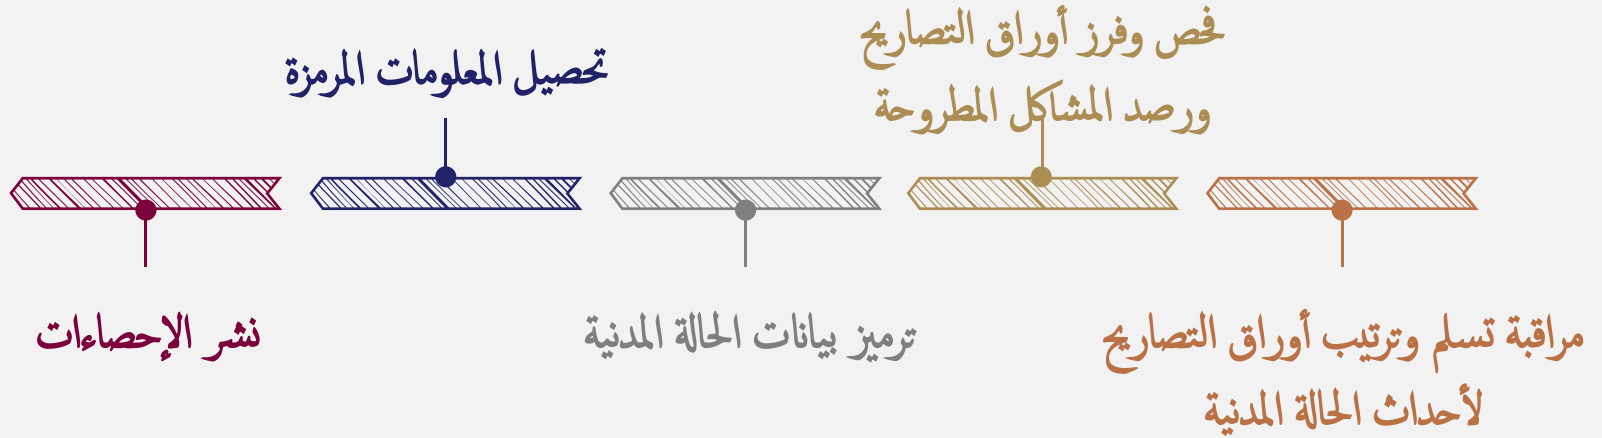 مراقبة تسلم وترتيب أوراق التصاريح
لأحداث الحالة المدنية
فحص وفرز أوراق التصاريح
ورصد المشاكل المطروحة
ترميز بيانات الحالة المدنية
تحصيل المعلومات المرمزة
نشر الإحصاءات